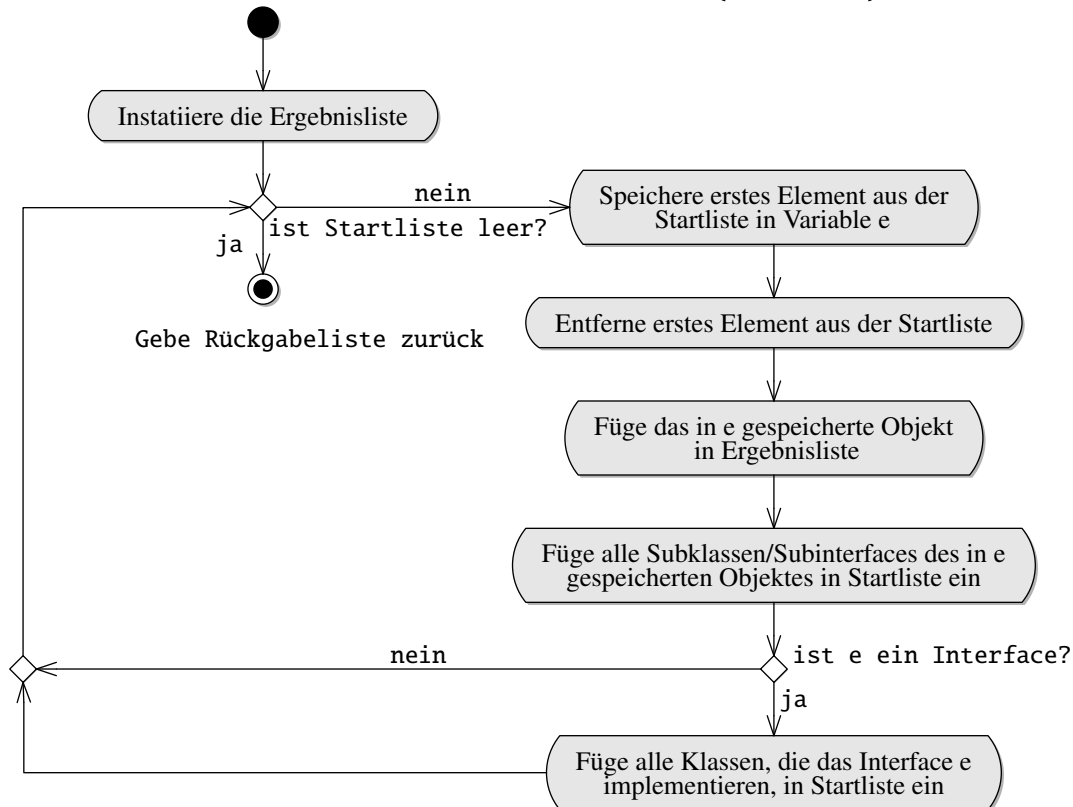 Instatiiere die Ergebnisliste
nein
Speichere erstes Element aus der
Startliste in Variable e
ist Startliste leer?
ja
Gebe Rückgabeliste zurück
Entferne erstes Element aus der Startliste
Füge das in e gespeicherte Objekt
in Ergebnisliste
Füge alle Subklassen/Subinterfaces des in e
gespeicherten Objektes in Startliste ein
nein
ist e ein Interface?
ja
Füge alle Klassen, die das Interface e
implementieren, in Startliste ein